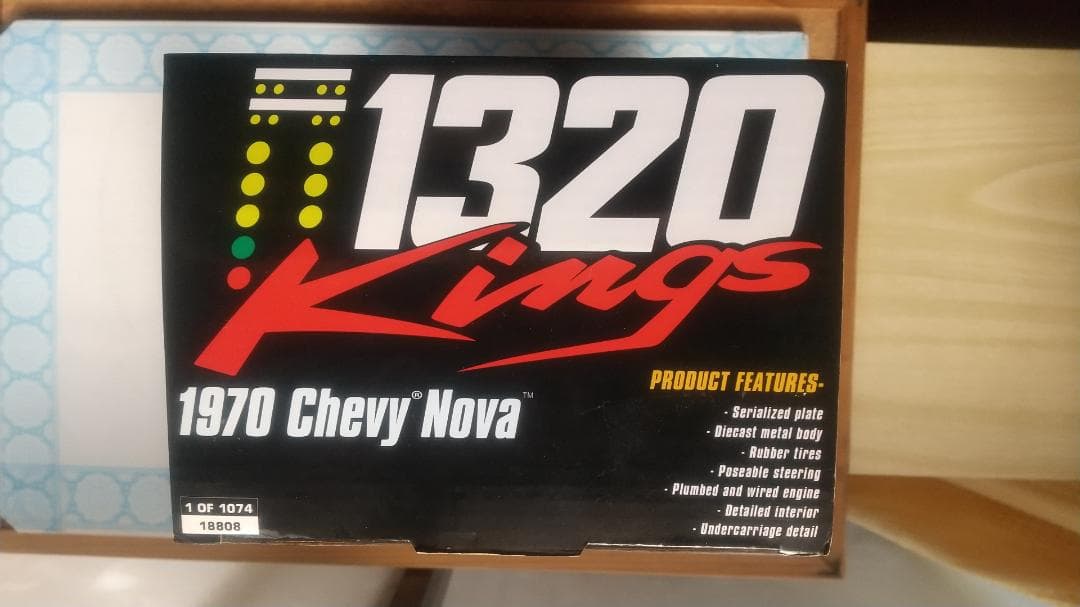 1320
Kings
1970 Chevy® Nova™
PRODUCT FEATURES-
- Serialized plate
- Diecast metal body
- Rubber tires
- Poseable steering
- Plumbed and wired engine
- Detailed interior
- Undercarriage detail
1 OF 1074
18808